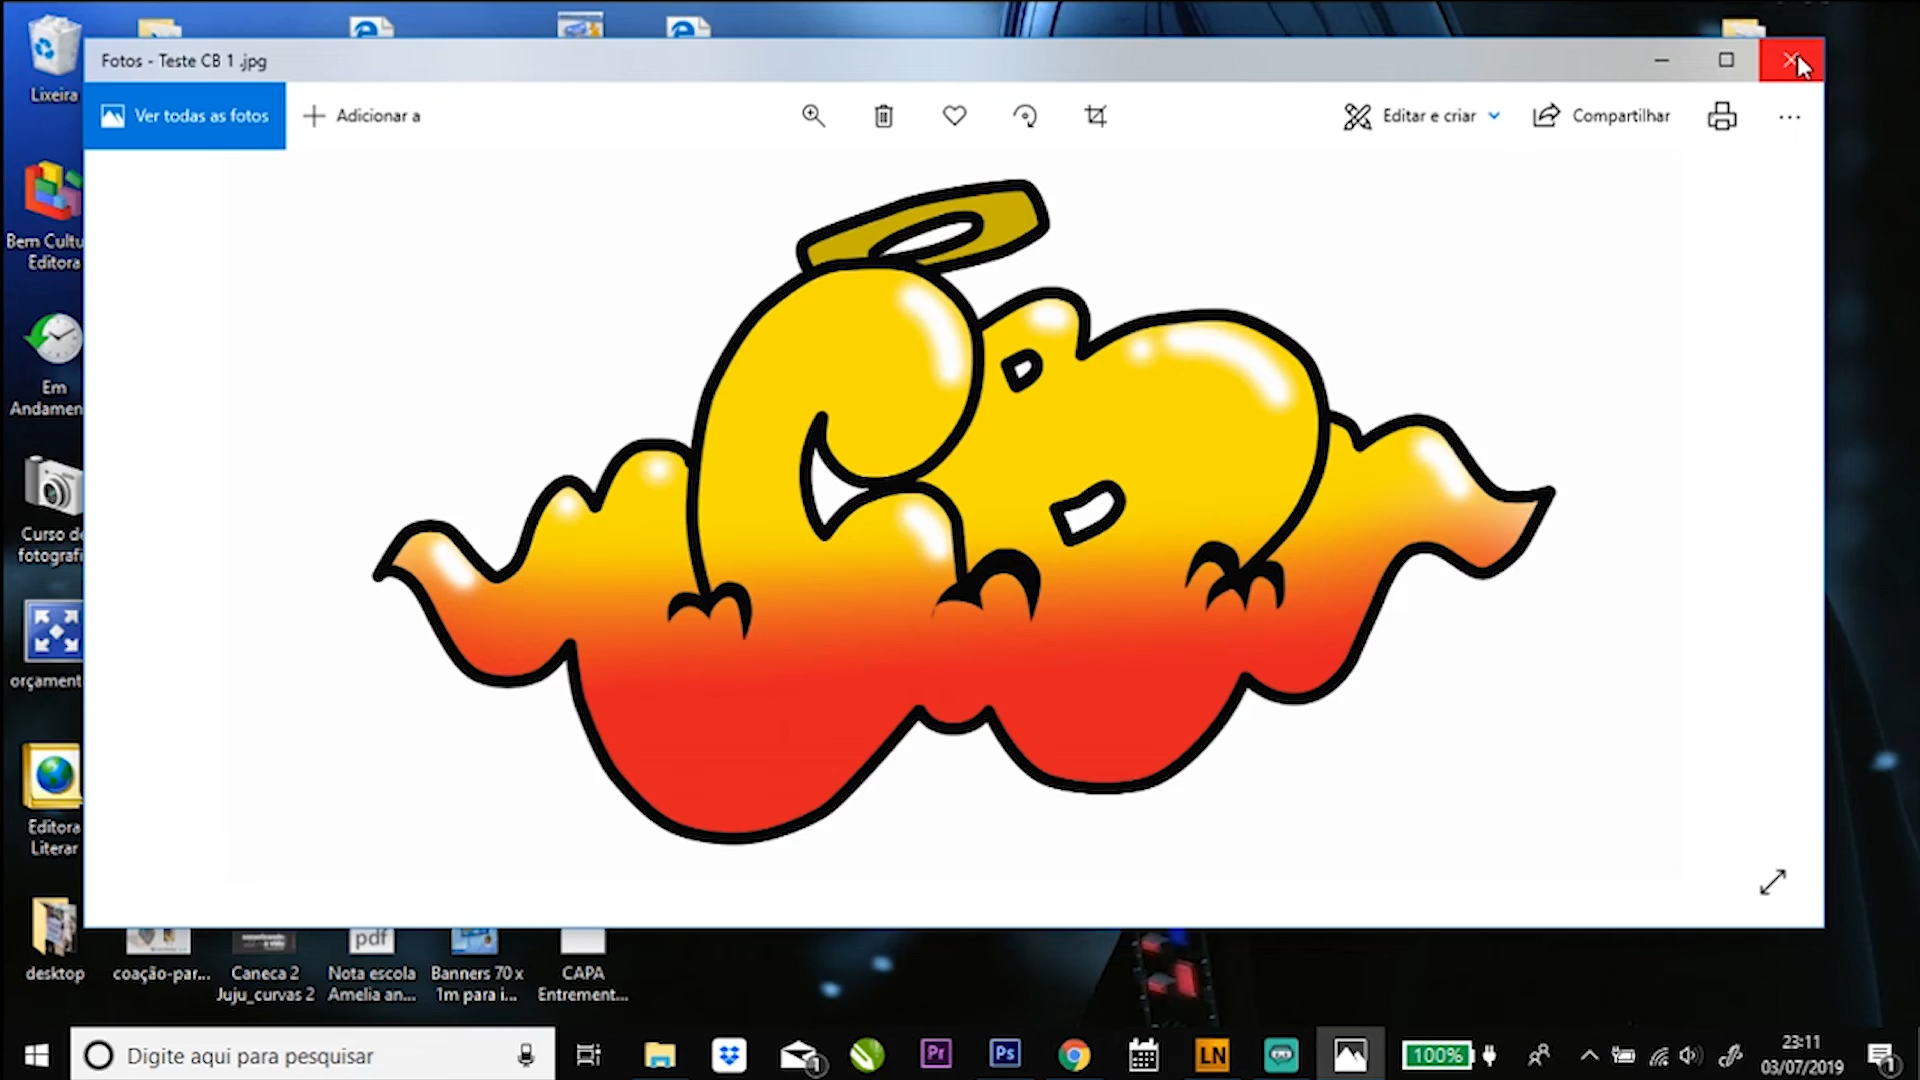 Fotos - Teste CB 1 .jpg
Ver todas as fotos
Adicionar a
Editar e criar
Compartilhar
CB
Lixeira
Bem Cultu
Editora
Em
Andamen
Curso de
fotografi
orçament
Editora
Literar
desktop
coação-par...
Caneca 2
Juju_curvas 2
pdf
Nota escola
Amelia an...
Banners 70 x
1m para i...
CAPA
Entrement...
Digite aqui para pesquisar
1
Pr
Ps
LN
100%
23:11
03/07/2019
1